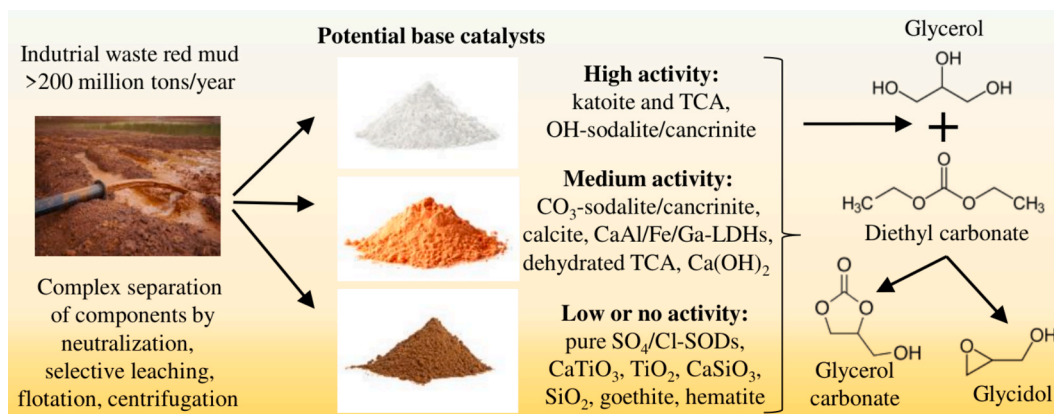 Indutrial waste red mud
>200 million tons/year
Complex separation
of components by
neutralization,
selective leaching,
flotation, centrifugation
Potential base catalysts
High activity:
katoite and TCA,
OH-sodalite/cancrinite
Medium activity:
CO₃-sodalite/cancrinite,
calcite, CaAl/Fe/Ga-LDHs,
dehydrated TCA, Ca(OH)₂
Low or no activity:
pure SO₄/Cl-SODs,
CaTiO₃, TiO₂, CaSiO₃,
SiO₂, goethite, hematite
Glycerol
OH
HO OH
+
O
H₃C O O CH₃
Diethyl carbonate
O
O O
OH
Glycerol
carbonate
OH
O
Glycidol